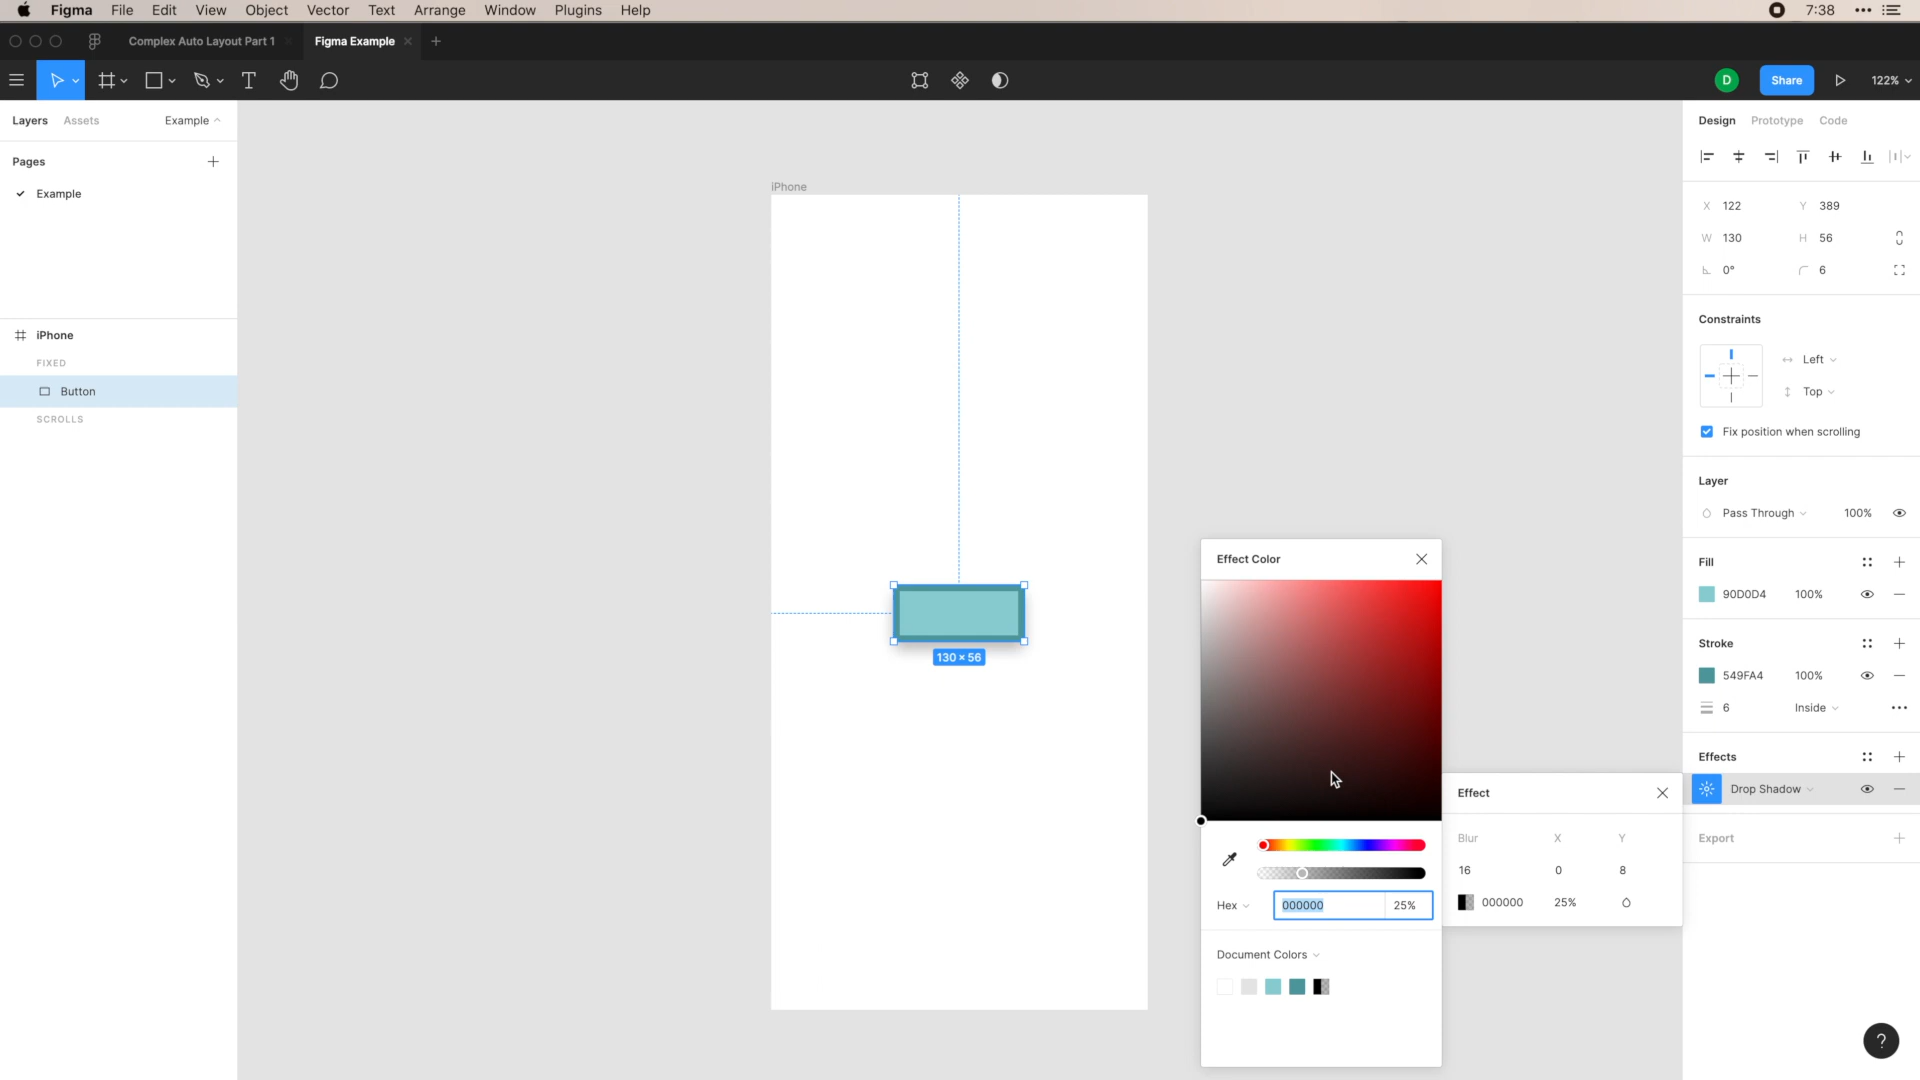 Figma File Edit View Object Vector Text Arrange Window Plugins Help 7:38
Complex Auto Layout Part 1 Figma Example
D Share 122%
Layers Assets Example
Pages
Example
iPhone
FIXED
Button
SCROLLS
iPhone
130 × 56
Effect Color
Hex 000000 25%
Document Colors
Effect
Blur X Y
16 0 8
000000 25%
Design Prototype Code
X 122 Y 389
W 130 H 56
0° 6
Constraints
Left
Top
Fix position when scrolling
Layer
Pass Through 100%
Fill
90D0D4 100%
Stroke
549FA4 100%
6 Inside
Effects
Drop Shadow
Export
?